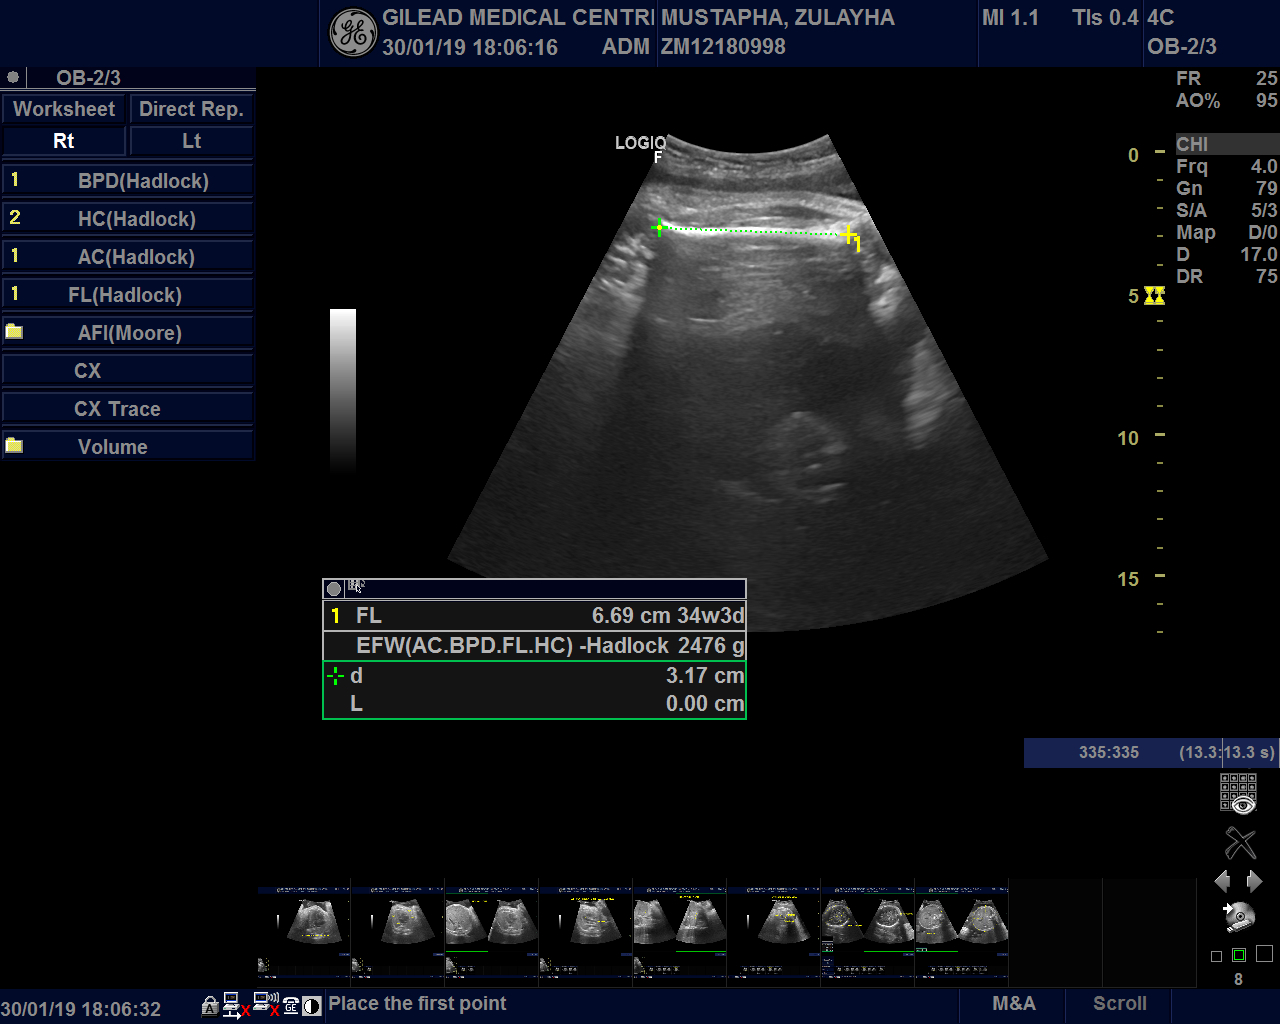 GILEAD MEDICAL CENTRI MUSTAPHA, ZULAYHA MI 1.1 TIs 0.4 4C
30/01/19 18:06:16 ADM ZM12180998 OB-2/3
OB-2/3
Worksheet Direct Rep.
Rt Lt
1 BPD(Hadlock)
2 HC(Hadlock)
1 AC(Hadlock)
1 FL(Hadlock)
AFI(Moore)
CX
CX Trace
Volume
LOGIQ
F
0
5
10
15
FR 25
AO% 95
CHI
Frq 4.0
Gn 79
S/A 5/3
Map D/0
D 17.0
DR 75
1
1 FL 6.69 cm 34w3d
EFW(AC.BPD.FL.HC) -Hadlock 2476 g
d 3.17 cm
L 0.00 cm
335:335 (13.3:13.3 s)
8
30/01/19 18:06:32 Place the first point M&A Scroll